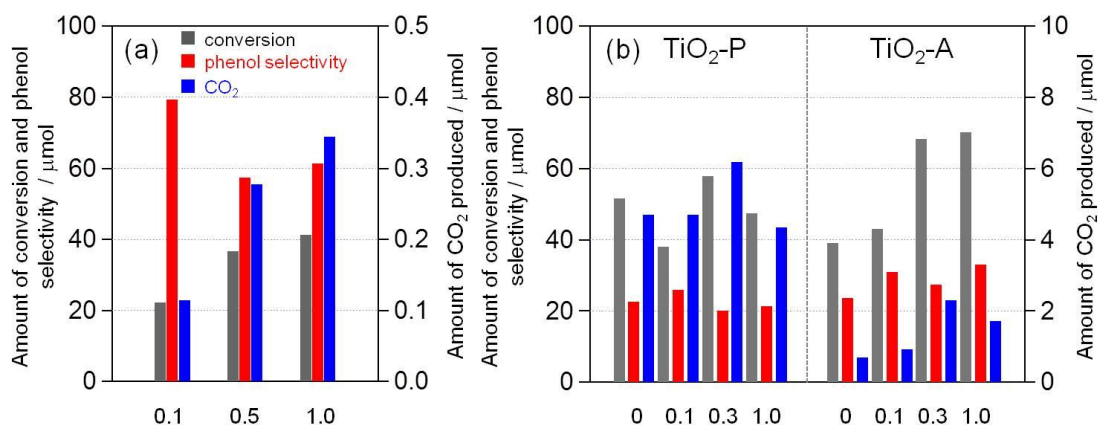 Amount of conversion and phenol
selectivity / μmol
100
80
60
40
20
0
(a)
conversion
phenol selectivity
CO₂
0.5
0.4
0.3
0.2
0.1
0.0
Amount of CO₂ produced / μmol
0.1 0.5 1.0
Amount of conversion and phenol
selectivity / μmol
100
80
60
40
20
0
(b) TiO₂-P TiO₂-A
10
8
6
4
2
0
Amount of CO₂ produced / μmol
0 0.1 0.3 1.0 0 0.1 0.3 1.0